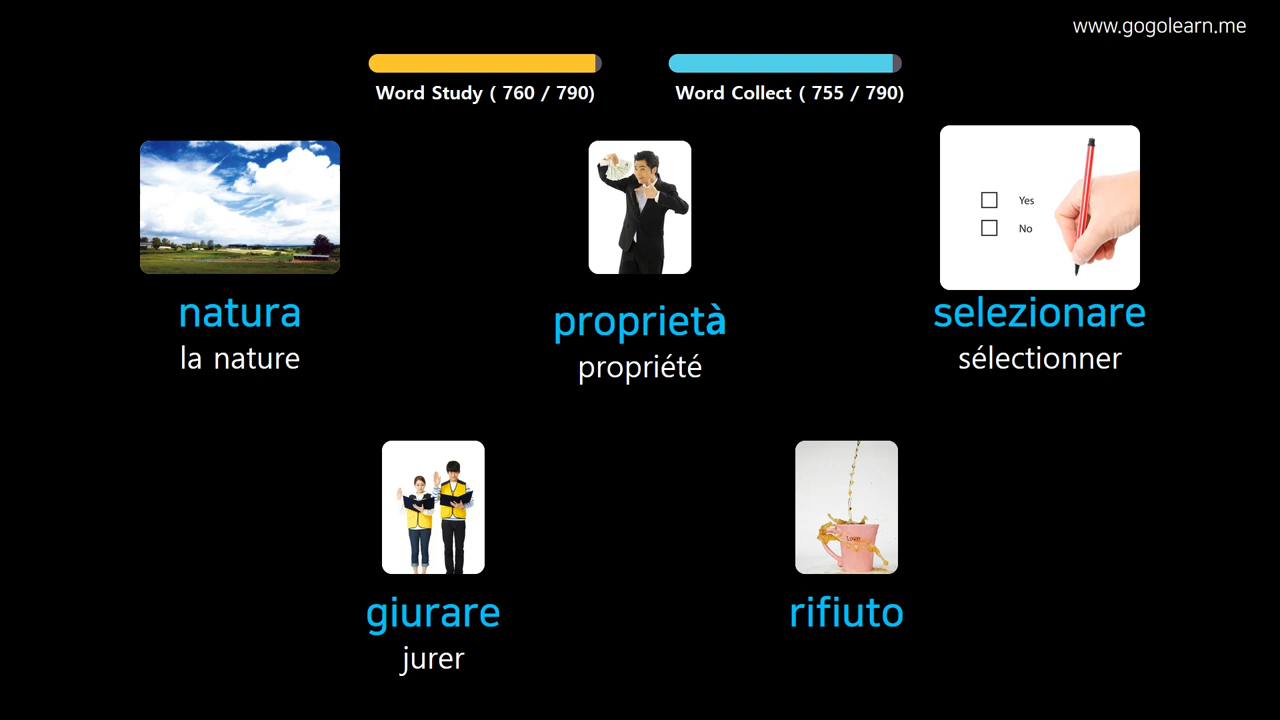 www.gogolearn.me
Word Study ( 760 / 790)
Word Collect ( 755 / 790)
Yes
No
natura
la nature
proprietà
propriété
selezionare
sélectionner
giurare
jurer
rifiuto